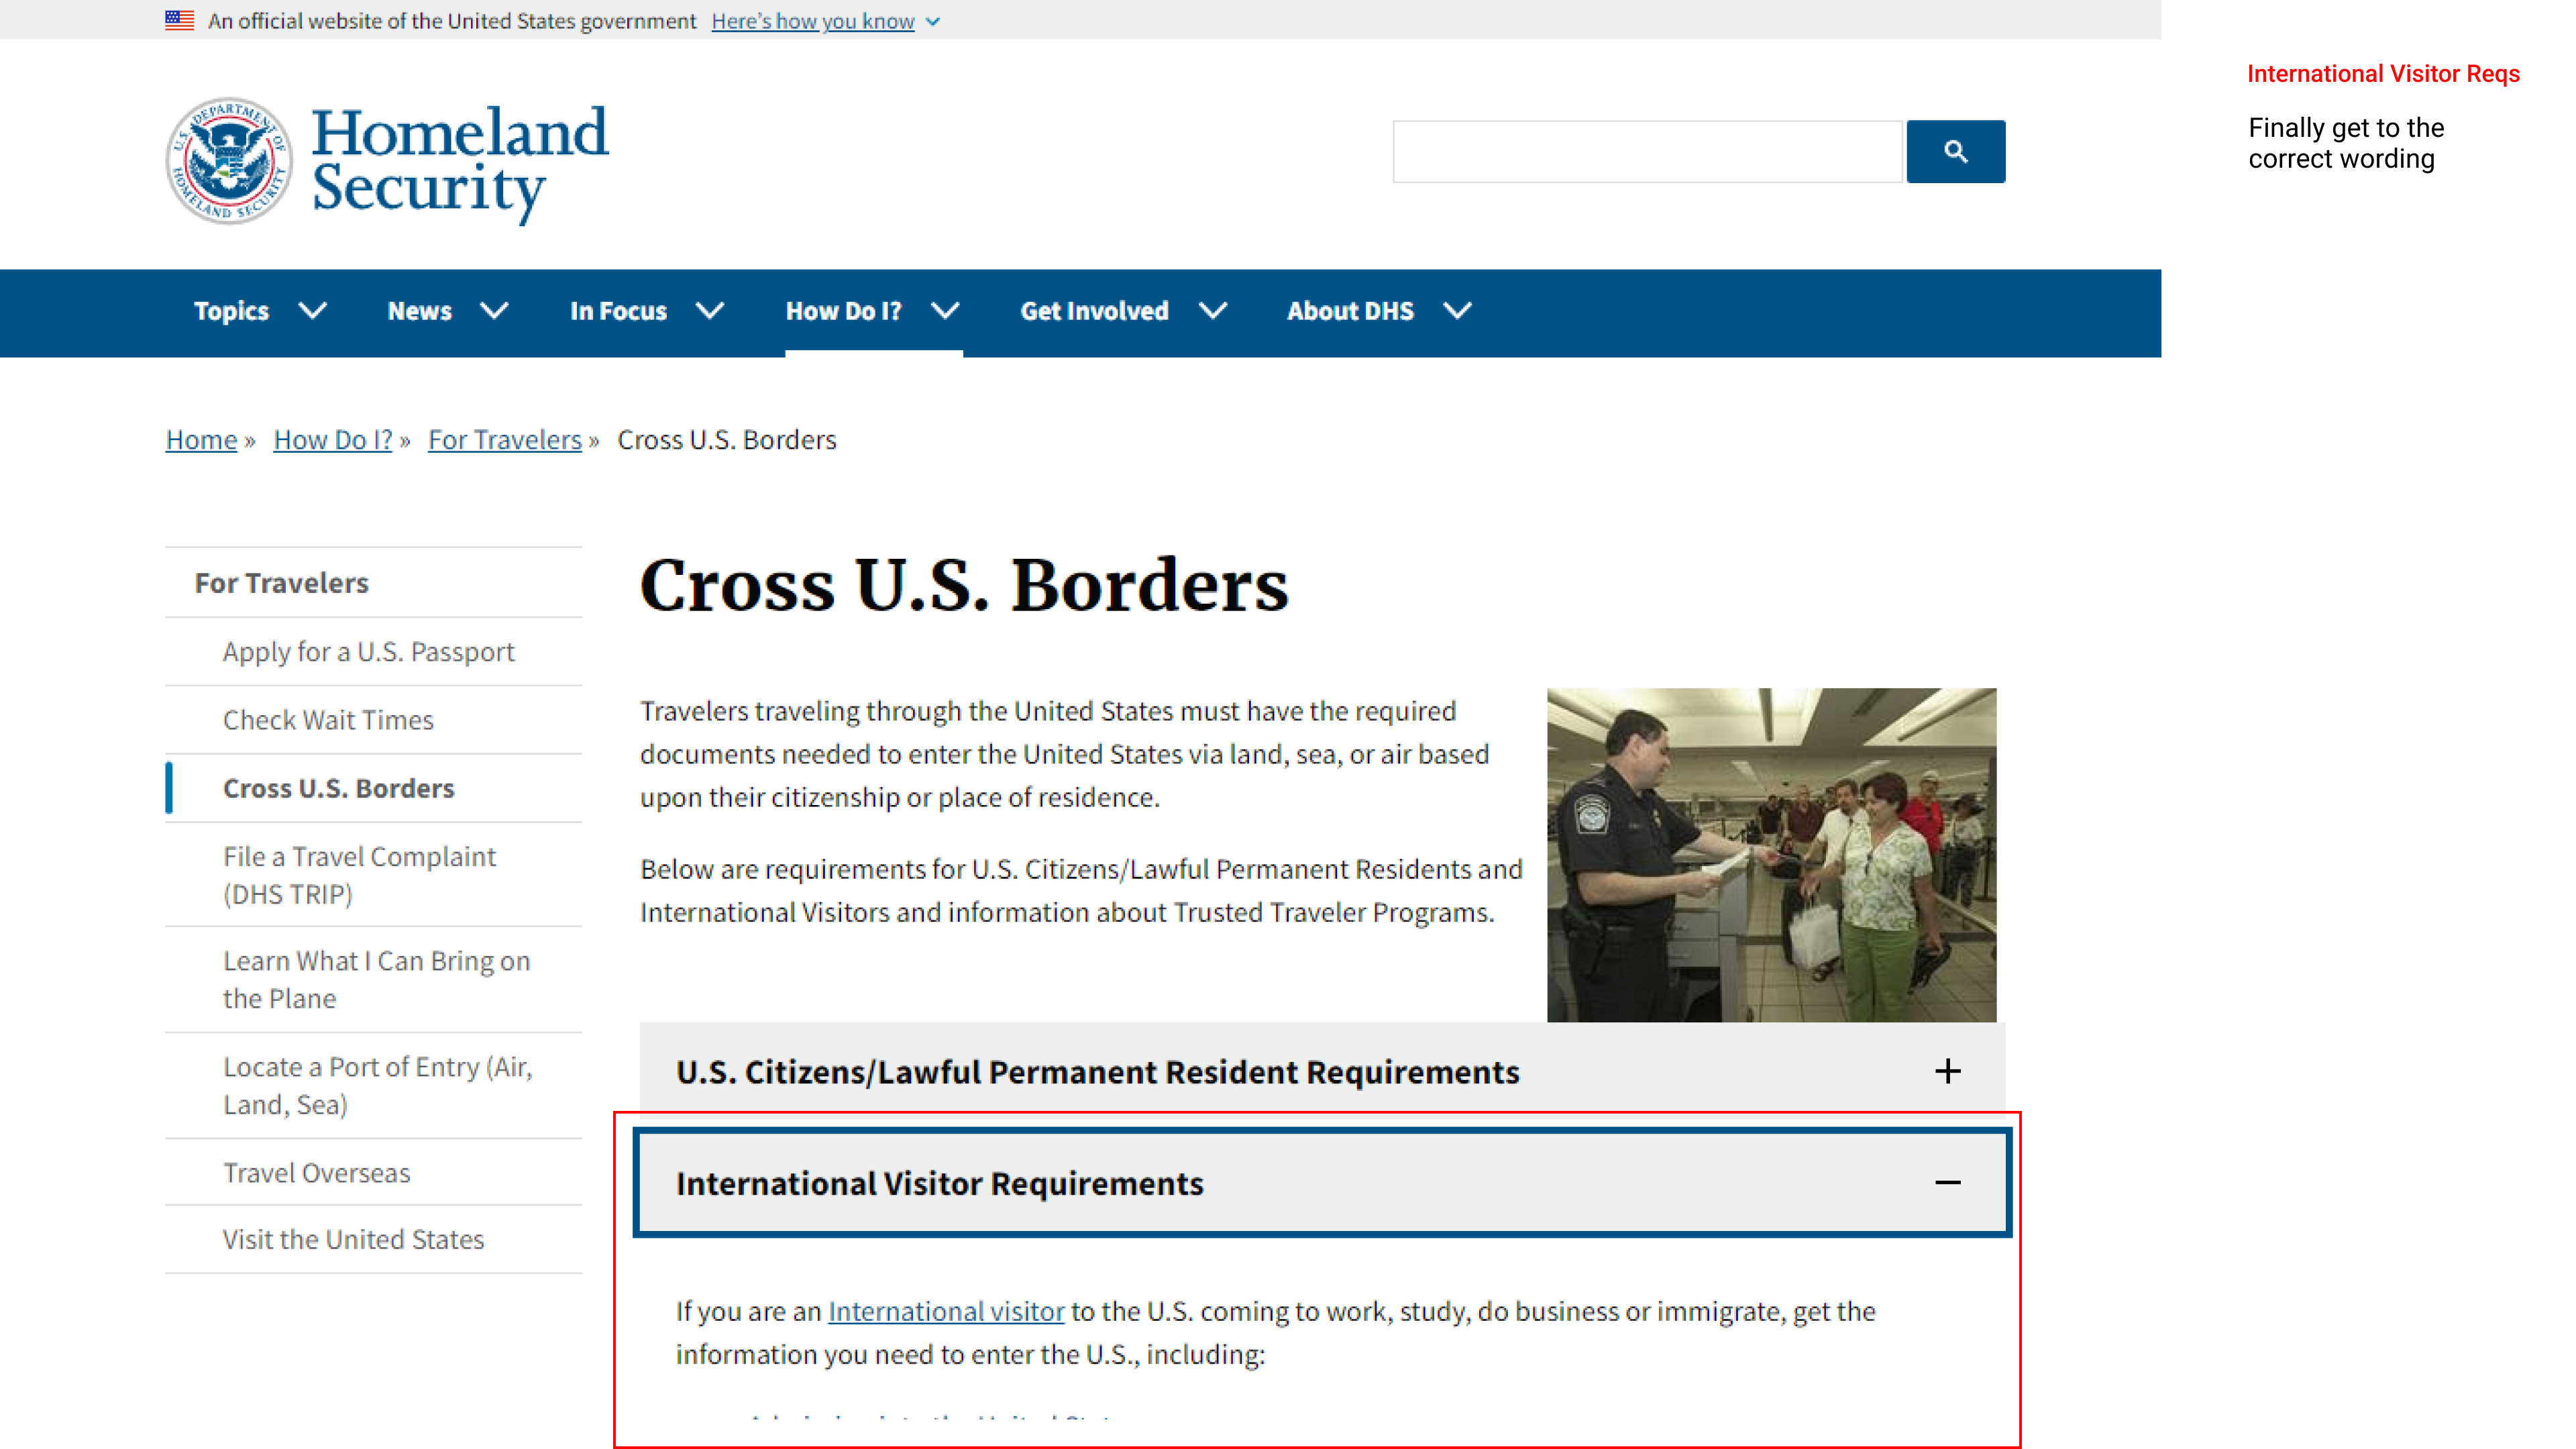 An official website of the United States government Here's how you know
U.S. DEPARTMENT OF HOMELAND SECURITY
Homeland
Security
International Visitor Reqs
Finally get to the
correct wording
Topics News In Focus How Do I? Get Involved About DHS
Home » How Do I? » For Travelers » Cross U.S. Borders
For Travelers
Apply for a U.S. Passport
Check Wait Times
Cross U.S. Borders
File a Travel Complaint
(DHS TRIP)
Learn What I Can Bring on
the Plane
Locate a Port of Entry (Air,
Land, Sea)
Travel Overseas
Visit the United States
Cross U.S. Borders
Travelers traveling through the United States must have the required
documents needed to enter the United States via land, sea, or air based
upon their citizenship or place of residence.
Below are requirements for U.S. Citizens/Lawful Permanent Residents and
International Visitors and information about Trusted Traveler Programs.
U.S. Citizens/Lawful Permanent Resident Requirements +
International Visitor Requirements −
If you are an International visitor to the U.S. coming to work, study, do business or immigrate, get the
information you need to enter the U.S., including: